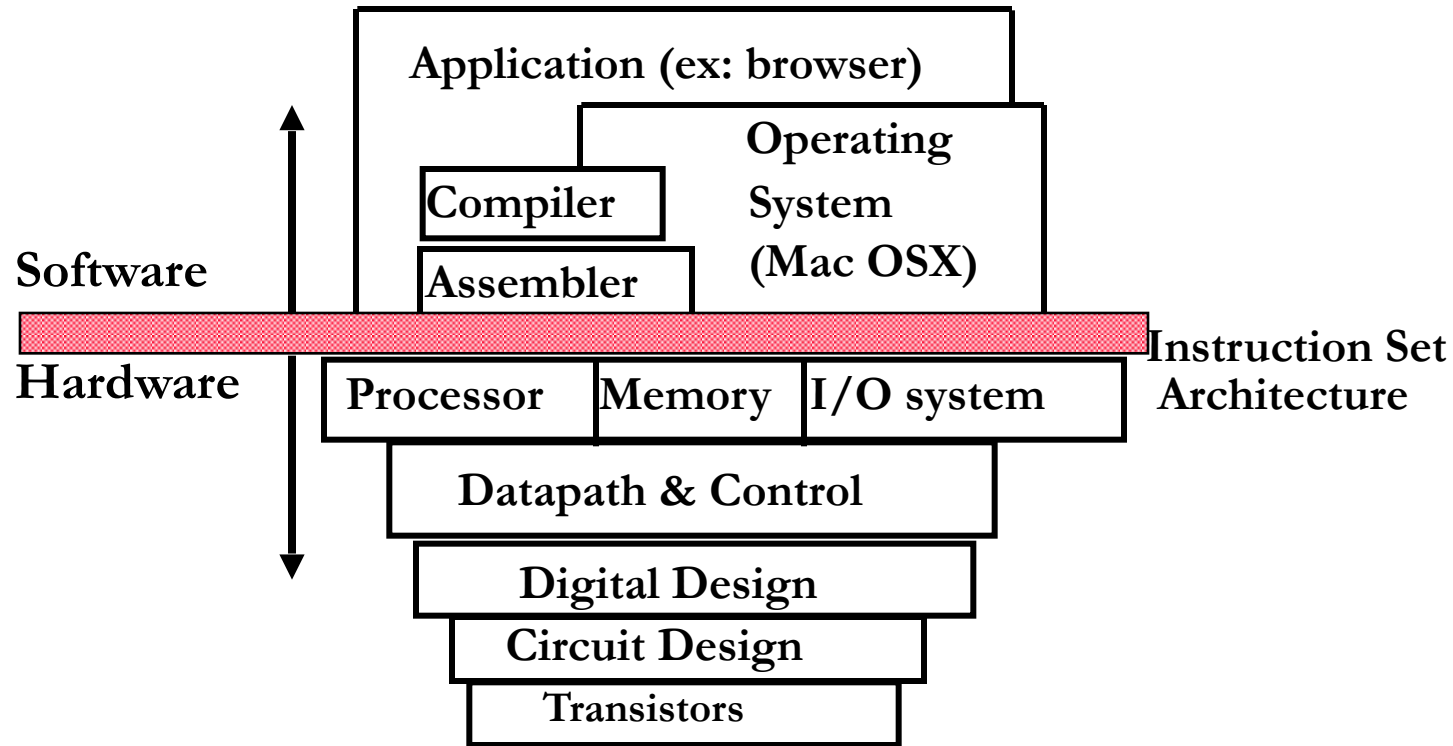 Application (ex: browser)
Operating
Compiler
System
(Mac OSX)
Software
Assembler
Instruction Set
Hardware
Processor
Memory
I/O system
Architecture
Datapath & Control
Digital Design
Circuit Design
Transistors